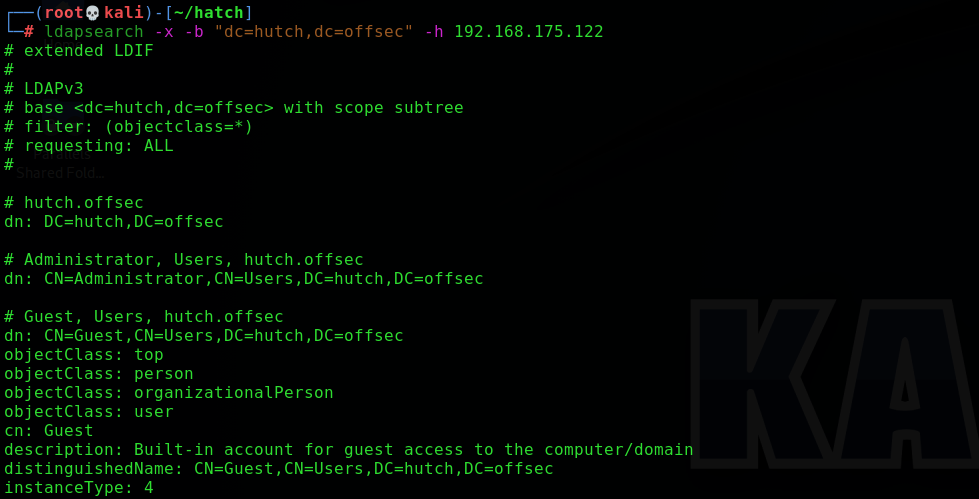 ┌──(root💀kali)-[~/hatch]
└─# ldapsearch -x -b "dc=hutch,dc=offsec" -h 192.168.175.122
# extended LDIF
#
# LDAPv3
# base <dc=hutch,dc=offsec> with scope subtree
# filter: (objectclass=*)
# requesting: ALL
Parallels
#
Shared Fold...
# hutch.offsec
dn: DC=hutch,DC=offsec
# Administrator, Users, hutch.offsec
dn: CN=Administrator,CN=Users,DC=hutch,DC=offsec
# Guest, Users, hutch.offsec
dn: CN=Guest,CN=Users,DC=hutch,DC=offsec
objectClass: top
objectClass: person
objectClass: organizationalPerson
objectClass: user
cn: Guest
description: Built-in account for guest access to the computer/domain
distinguishedName: CN=Guest,CN=Users,DC=hutch,DC=offsec
instanceType: 4
KA